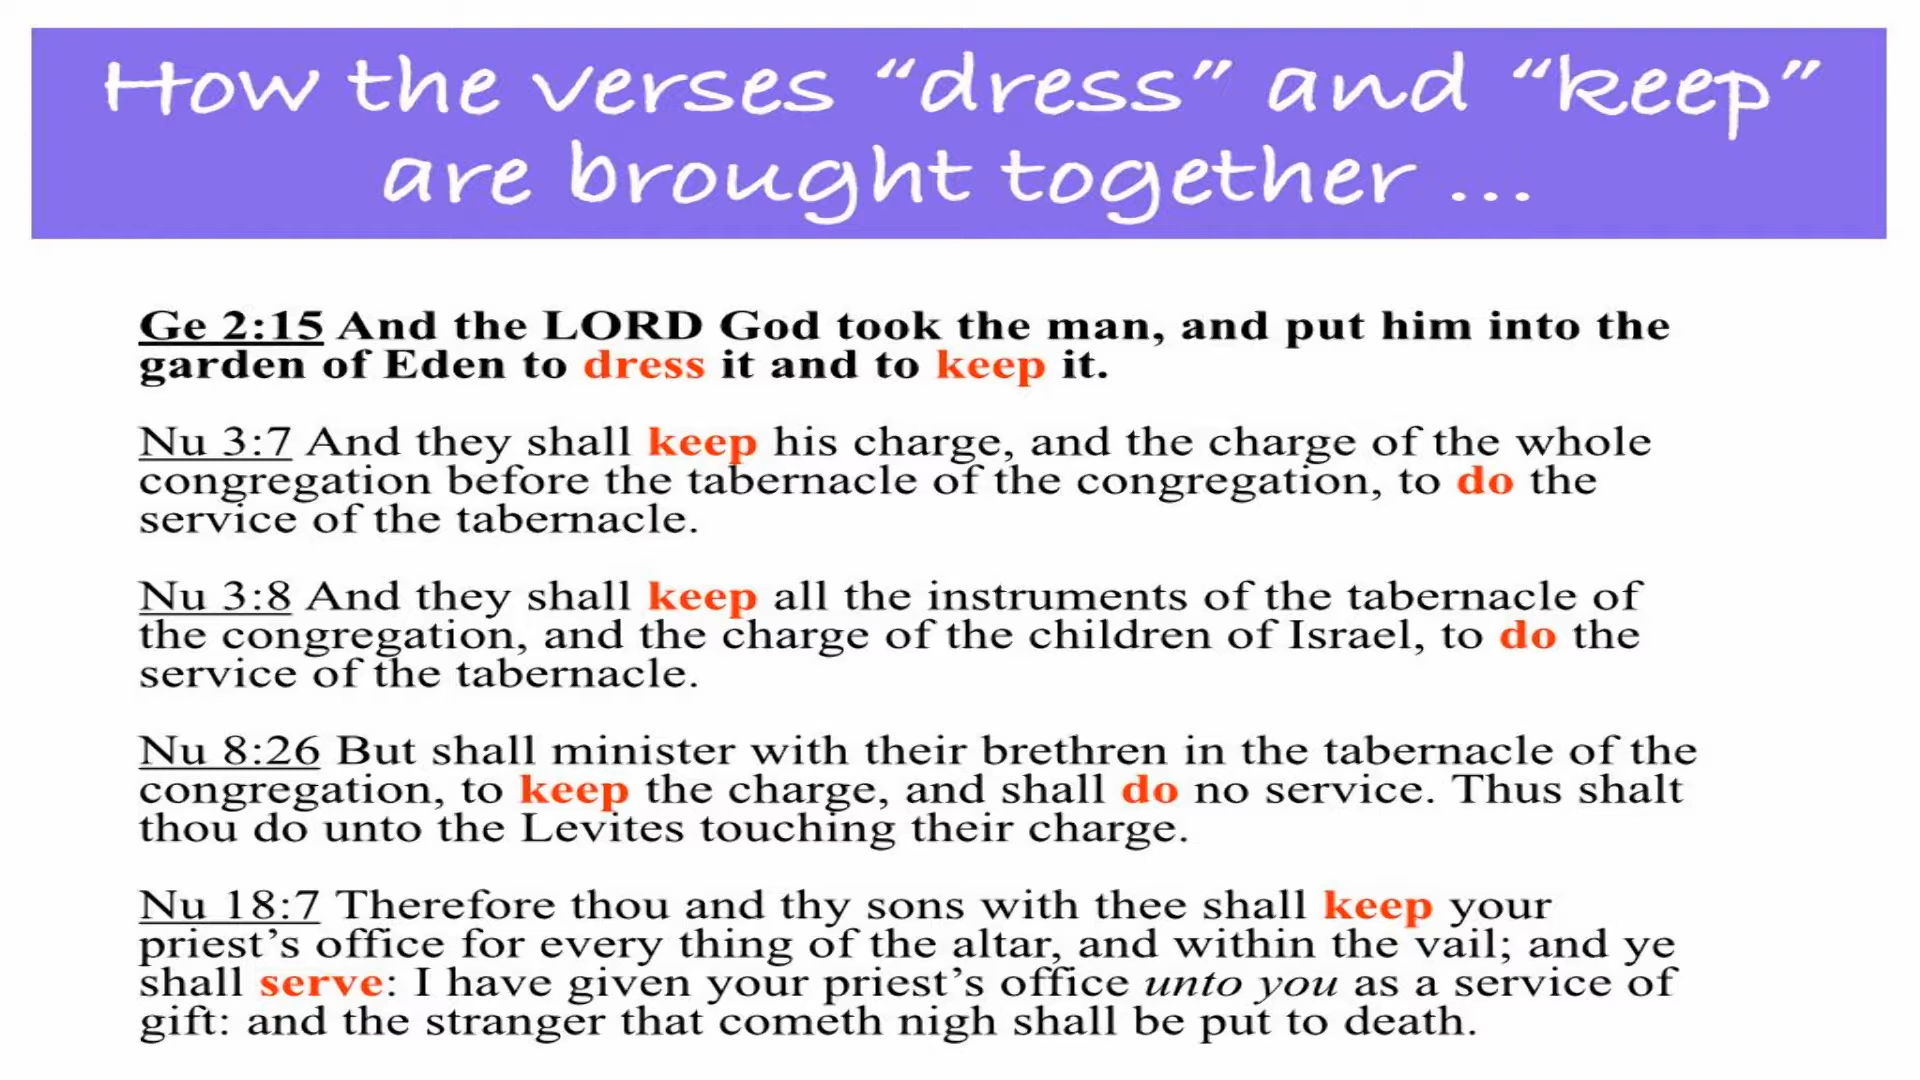 How the verses “dress” and “keep”
are brought together ...
Ge 2:15 And the LORD God took the man, and put him into the
garden of Eden to dress it and to keep it.
Nu 3:7 And they shall keep his charge, and the charge of the whole
congregation before the tabernacle of the congregation, to do the
service of the tabernacle.
Nu 3:8 And they shall keep all the instruments of the tabernacle of
the congregation, and the charge of the children of Israel, to do the
service of the tabernacle.
Nu 8:26 But shall minister with their brethren in the tabernacle of the
congregation, to keep the charge, and shall do no service. Thus shalt
thou do unto the Levites touching their charge.
Nu 18:7 Therefore thou and thy sons with thee shall keep your
priest’s office for every thing of the altar, and within the vail; and ye
shall serve: I have given your priest’s office unto you as a service of
gift: and the stranger that cometh nigh shall be put to death.